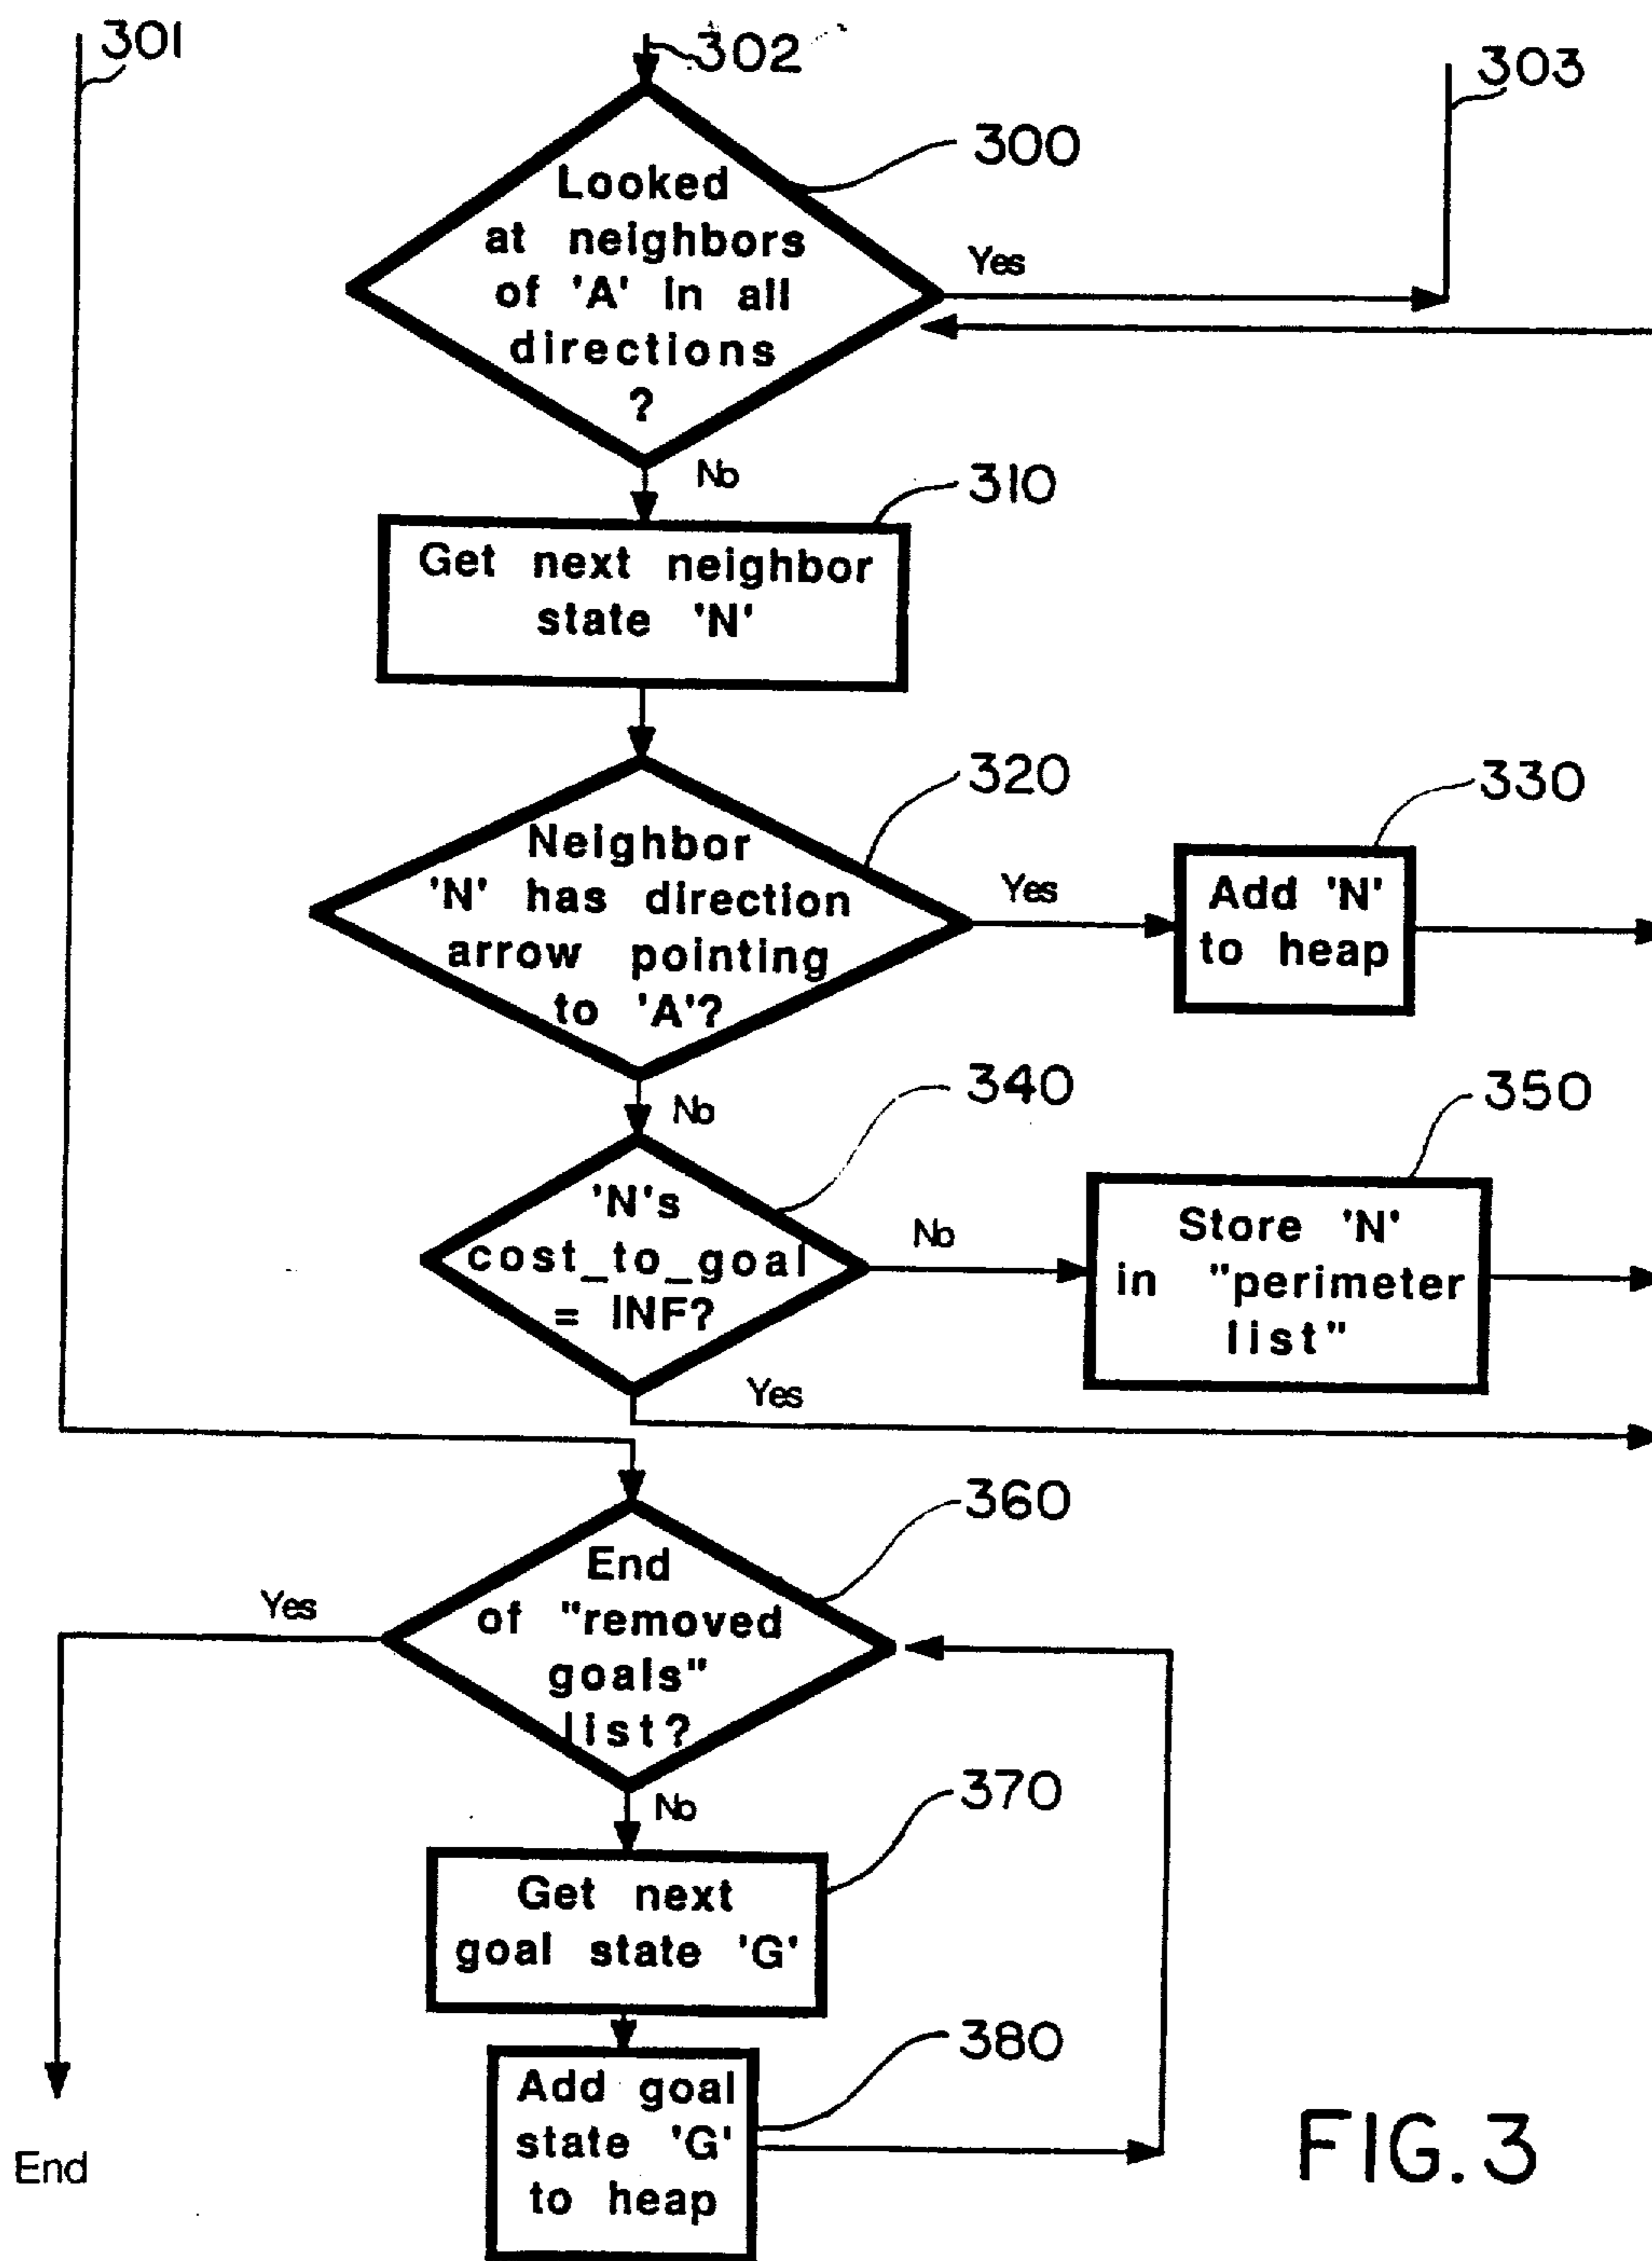 301
302
303
300
Looked
at neighbors
of 'A' in all
directions
?
Yes
No
310
Get next neighbor
state 'N'
320
Neighbor
'N' has direction
arrow pointing
to 'A'?
Yes
330
Add 'N'
to heap
No
340
'N's
cost_to_goal
= INF?
No
350
Store 'N'
in "perimeter
list"
Yes
360
End
of "removed
goals"
list?
Yes
No
370
Get next
goal state 'G'
380
Add goal
state 'G'
to heap
End
FIG. 3